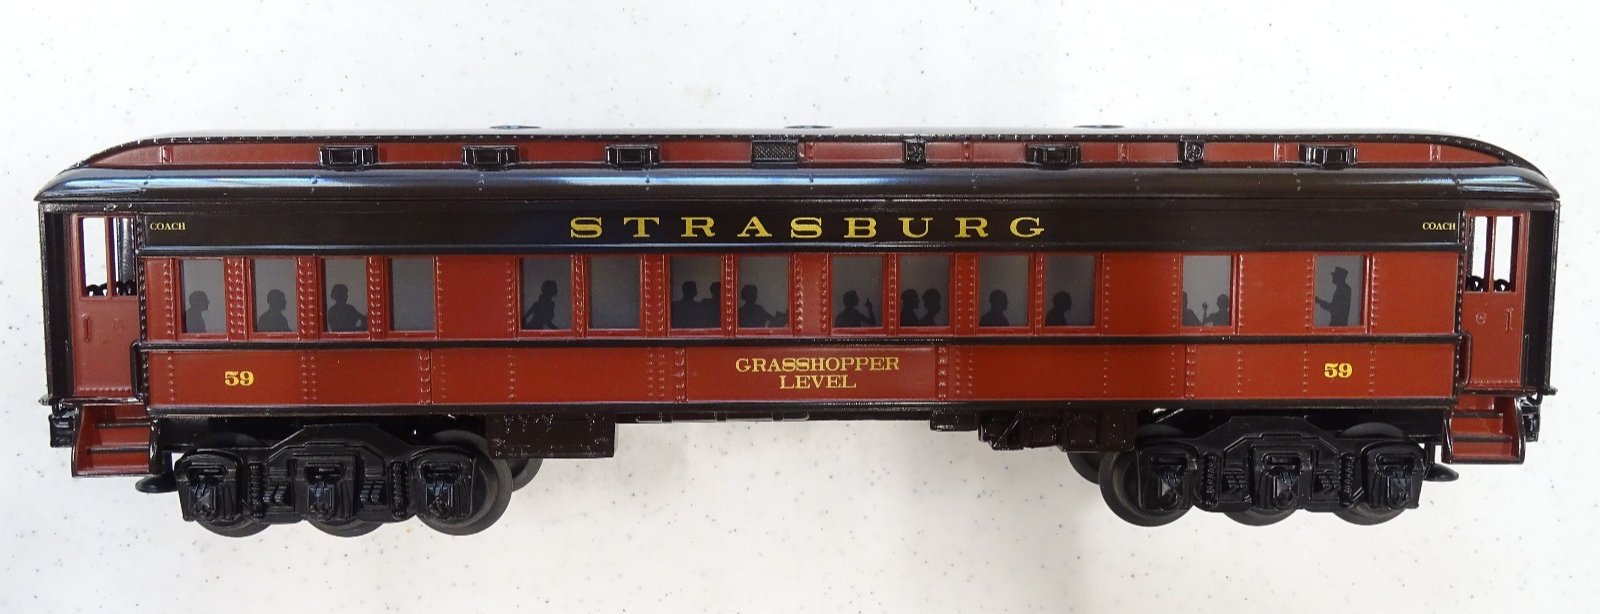 COACH
STRASBURG
COACH
59
GRASSHOPPER
LEVEL
59